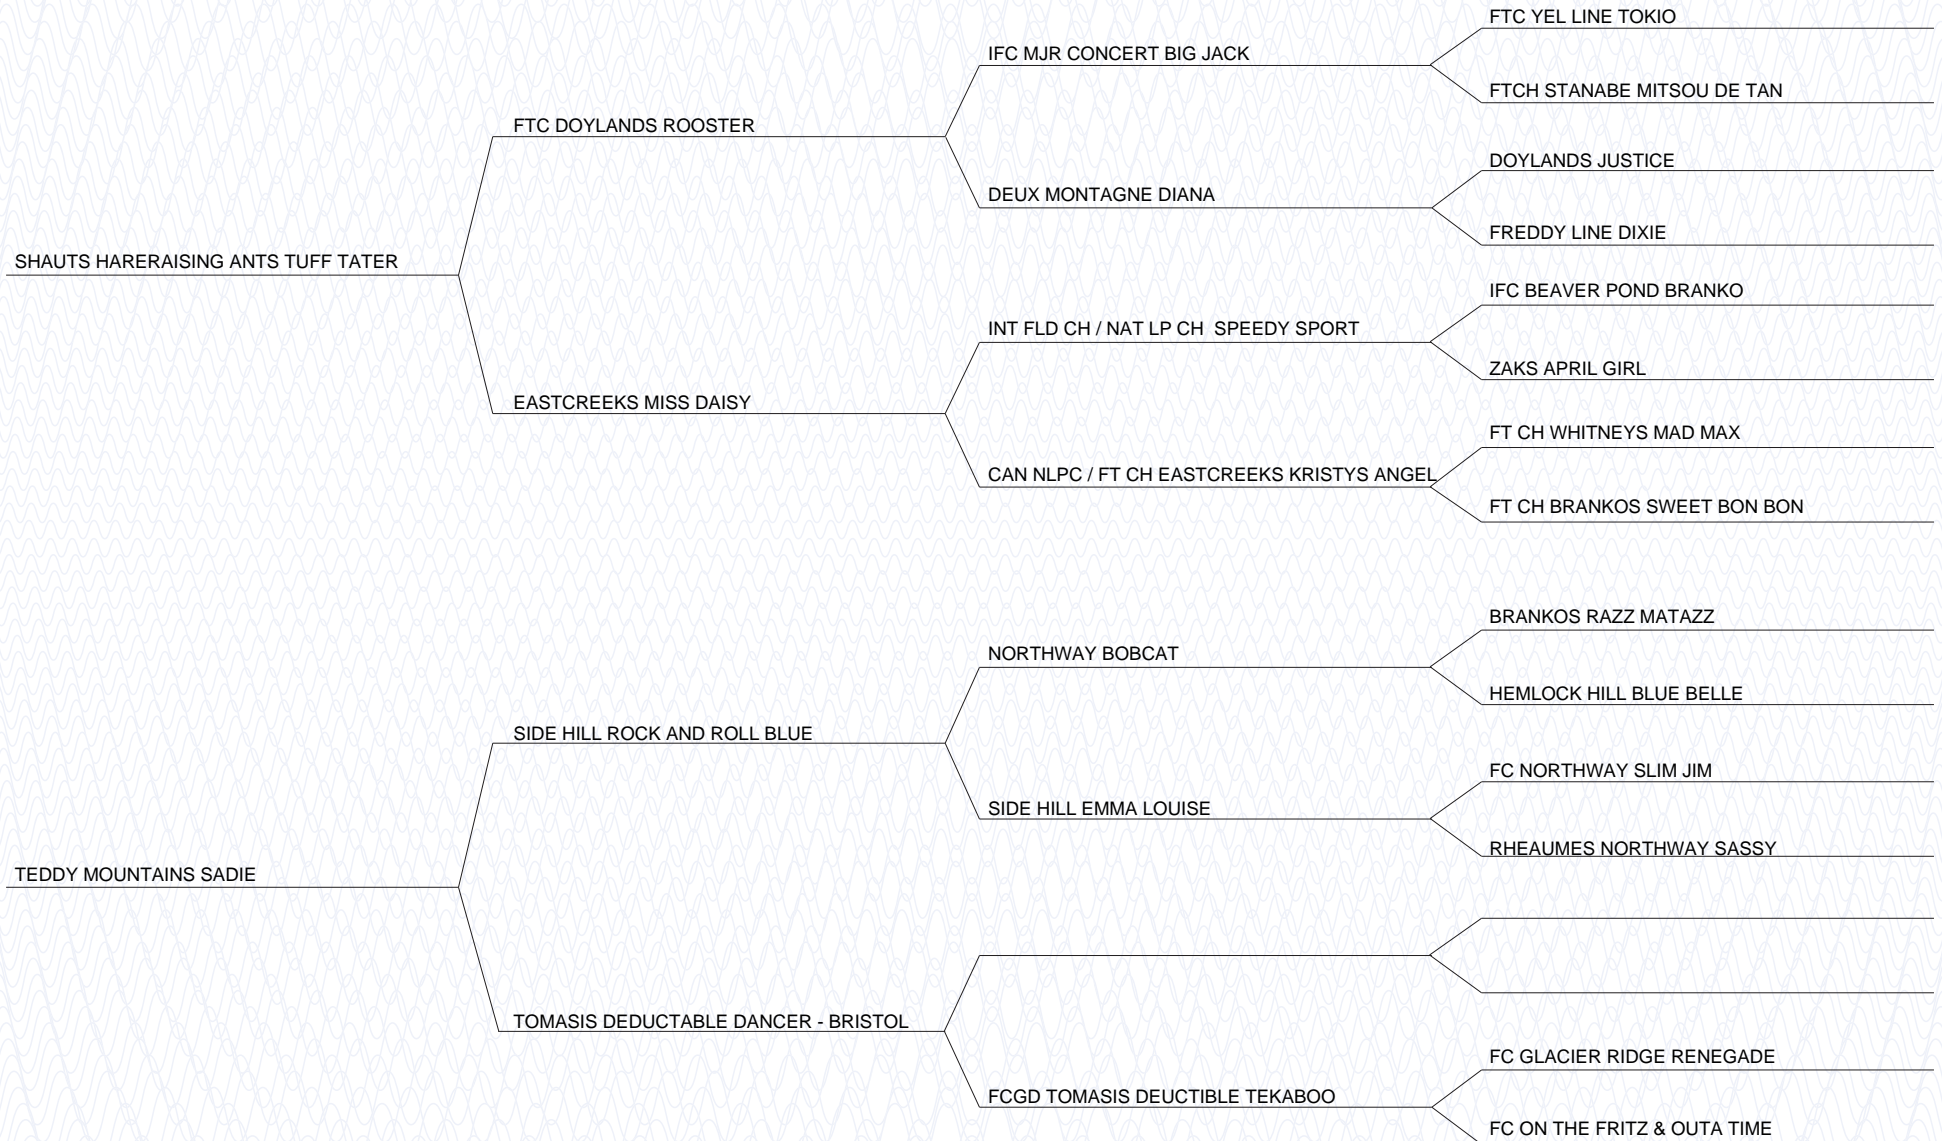 FTC YEL LINE TOKIO
IFC MJR CONCERT BIG JACK
FTCH STANABE MITSOU DE TAN
FTC DOYLANDS ROOSTER
DOYLANDS JUSTICE
DEUX MONTAGNE DIANA
FREDDY LINE DIXIE
SHAUTS HARERAISING ANTS TUFF TATER
IFC BEAVER POND BRANKO
INT FLD CH / NAT LP CH  SPEEDY SPORT
ZAKS APRIL GIRL
EASTCREEKS MISS DAISY
FT CH WHITNEYS MAD MAX
CAN NLPC / FT CH EASTCREEKS KRISTYS ANGEL
FT CH BRANKOS SWEET BON BON
BRANKOS RAZZ MATAZZ
NORTHWAY BOBCAT
HEMLOCK HILL BLUE BELLE
SIDE HILL ROCK AND ROLL BLUE
FC NORTHWAY SLIM JIM
SIDE HILL EMMA LOUISE
RHEAUMES NORTHWAY SASSY
TEDDY MOUNTAINS SADIE
TOMASIS DEDUCTABLE DANCER - BRISTOL
FC GLACIER RIDGE RENEGADE
FCGD TOMASIS DEUCTIBLE TEKABOO
FC ON THE FRITZ & OUTA TIME